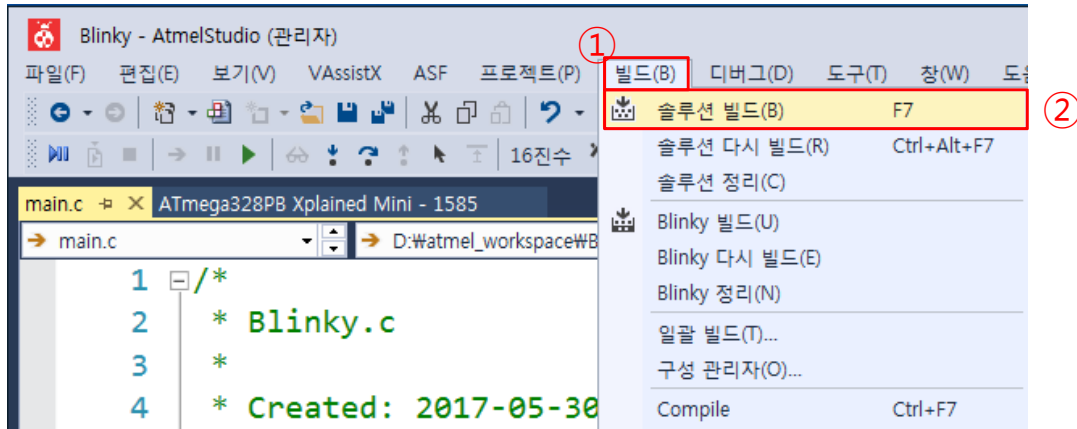 Blinky - AtmelStudio (관리자)
①
파일(F) 편집(E) 보기(V) VAssistX ASF 프로젝트(P) 빌드(B) 디버그(D) 도구(T) 창(W)
솔루션 빌드(B) F7
②
솔루션 다시 빌드(R) Ctrl+Alt+F7
16진수
솔루션 정리(C)
main.c ATmega328PB Xplained Mini - 1585
Blinky 빌드(U)
main.c D:₩atmel_workspace₩B
Blinky 다시 빌드(E)
1 /*
Blinky 정리(N)
2 * Blinky.c
일괄 빌드(T)...
3 *
구성 관리자(O)...
4 * Created: 2017-05-30
Compile Ctrl+F7